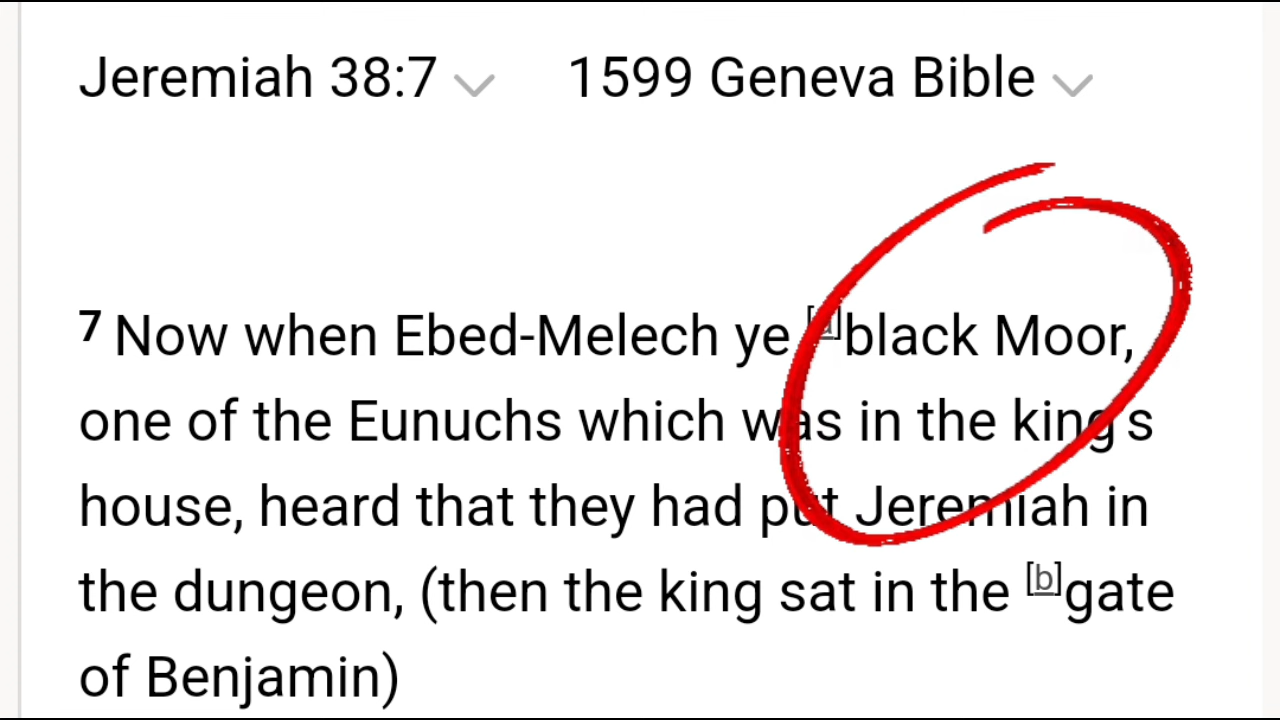 Jeremiah 38:7 1599 Geneva Bible
7 Now when Ebed-Melech ye [a]black Moor,
one of the Eunuchs which was in the king's
house, heard that they had put Jeremiah in
the dungeon, (then the king sat in the [b]gate
of Benjamin)